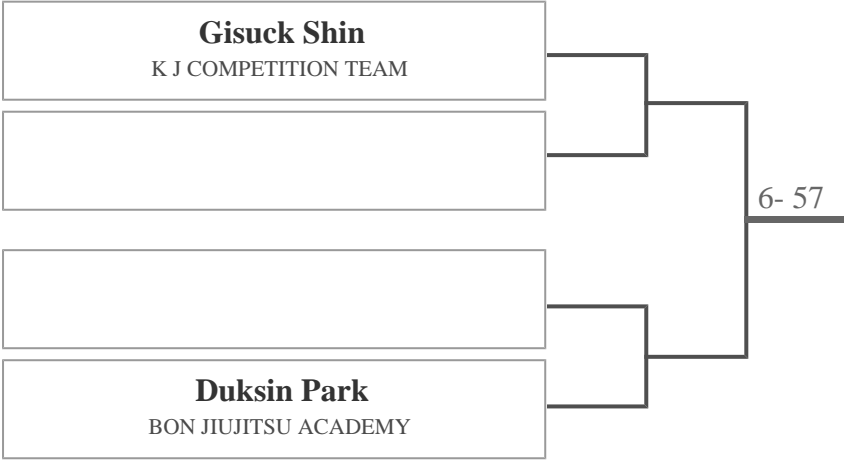 Gisuck Shin
K J COMPETITION TEAM
6- 57
Duksin Park
BON JIUJITSU ACADEMY